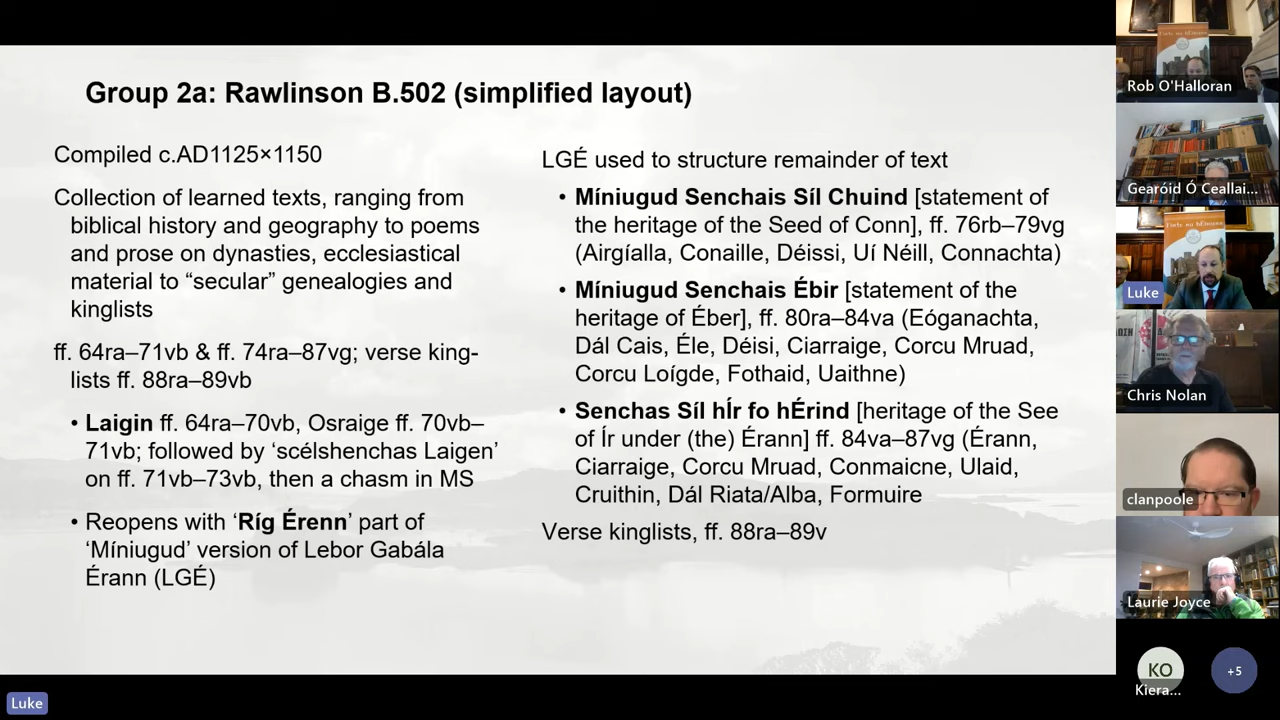 Group 2a: Rawlinson B.502 (simplified layout)
Compiled c.AD1125×1150
Collection of learned texts, ranging from
biblical history and geography to poems
and prose on dynasties, ecclesiastical
material to “secular” genealogies and
kinglists
ff. 64ra–71vb & ff. 74ra–87vg; verse king-
lists ff. 88ra–89vb
• Laigin ff. 64ra–70vb, Osraige ff. 70vb–
71vb; followed by ‘scélshenchas Laigen’
on ff. 71vb–73vb, then a chasm in MS
• Reopens with ‘Ríg Érenn’ part of
‘Míniugud’ version of Lebor Gabála
Érann (LGÉ)
LGÉ used to structure remainder of text
• Míniugud Senchais Síl Chuind [statement of
the heritage of the Seed of Conn], ff. 76rb–79vg
(Airgíalla, Conaille, Déissi, Uí Néill, Connachta)
• Míniugud Senchais Ébir [statement of the
heritage of Éber], ff. 80ra–84va (Eóganachta,
Dál Cais, Éle, Déisi, Ciarraige, Corcu Mruad,
Corcu Loígde, Fothaid, Uaithne)
• Senchas Síl hÍr fo hÉrind [heritage of the See
of Ír under (the) Érann] ff. 84va–87vg (Érann,
Ciarraige, Corcu Mruad, Conmaicne, Ulaid,
Cruithin, Dál Riata/Alba, Formuire
Verse kinglists, ff. 88ra–89v
Rob O'Halloran
Gearóid Ó Ceallai...
Luke
Chris Nolan
clanpoole
Laurie Joyce
KO
Kiera...
+5
Luke